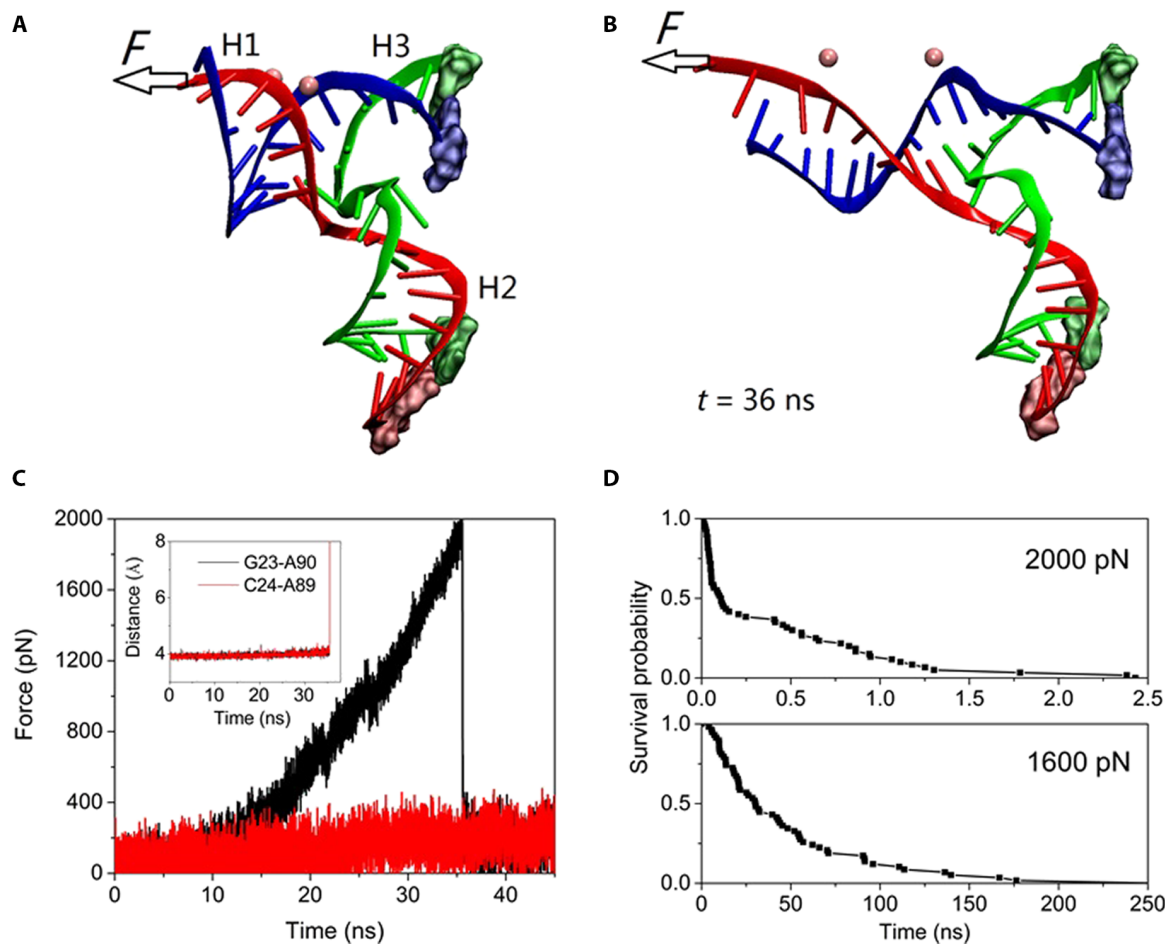 A
F
H1
H3
H2
B
F
t = 36 ns
C
Force (pN)
2000
1600
1200
800
400
0
0
10
20
30
40
Time (ns)
Distance (Å)
8
6
4
0
10
20
30
Time (ns)
G23-A90
C24-A89
D
Survival probability
1.0
0.5
0.0
2000 pN
0.0
0.5
1.0
1.5
2.0
2.5
1.0
0.5
0.0
1600 pN
0
50
100
150
200
250
Time (ns)